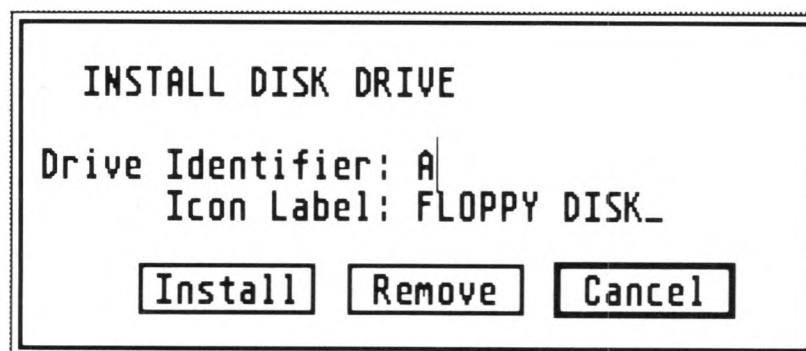 INSTALL DISK DRIVE
Drive Identifier: A
Icon Label: FLOPPY DISK_
Install Remove Cancel